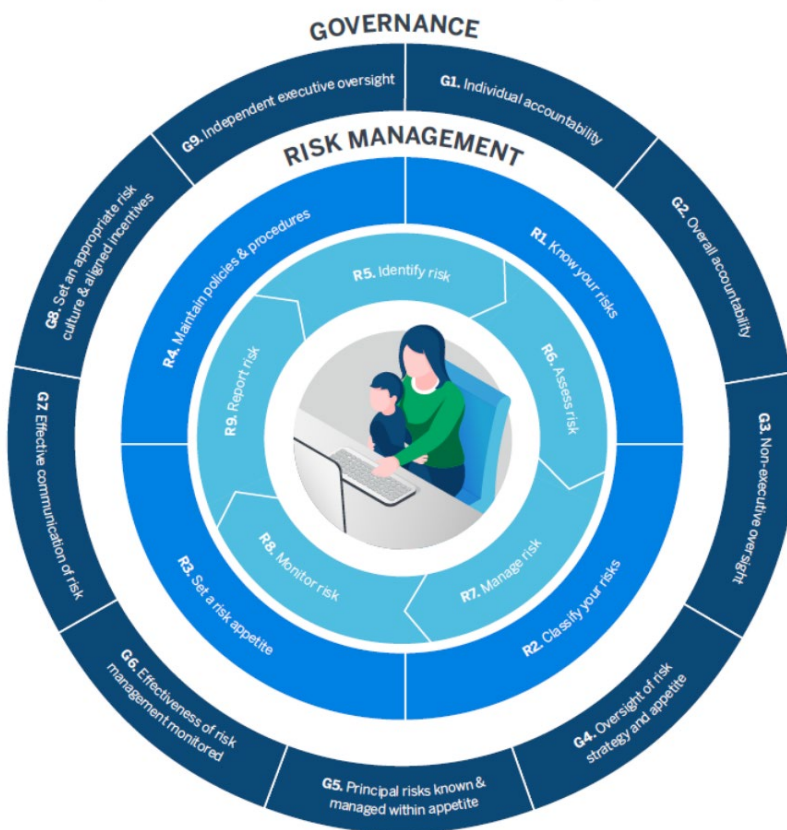 GOVERNANCE
G1. Individual accountability
G2. Overall accountability
G3. Non-executive oversight
G4. Oversight of risk
strategy and appetite
G5. Principal risks known &
managed within appetite
G6. Effectiveness of risk
management monitored
G7. Effective communication of risk
G8. Set an appropriate risk
culture & aligned incentives
G9. Independent executive oversight
RISK MANAGEMENT
R1. Know your risks
R2. Classify your risks
R3. Set a risk appetite
R4. Maintain policies & procedures
R5. Identify risk
R6. Assess risk
R7. Manage risk
R8. Monitor risk
R9. Report risk